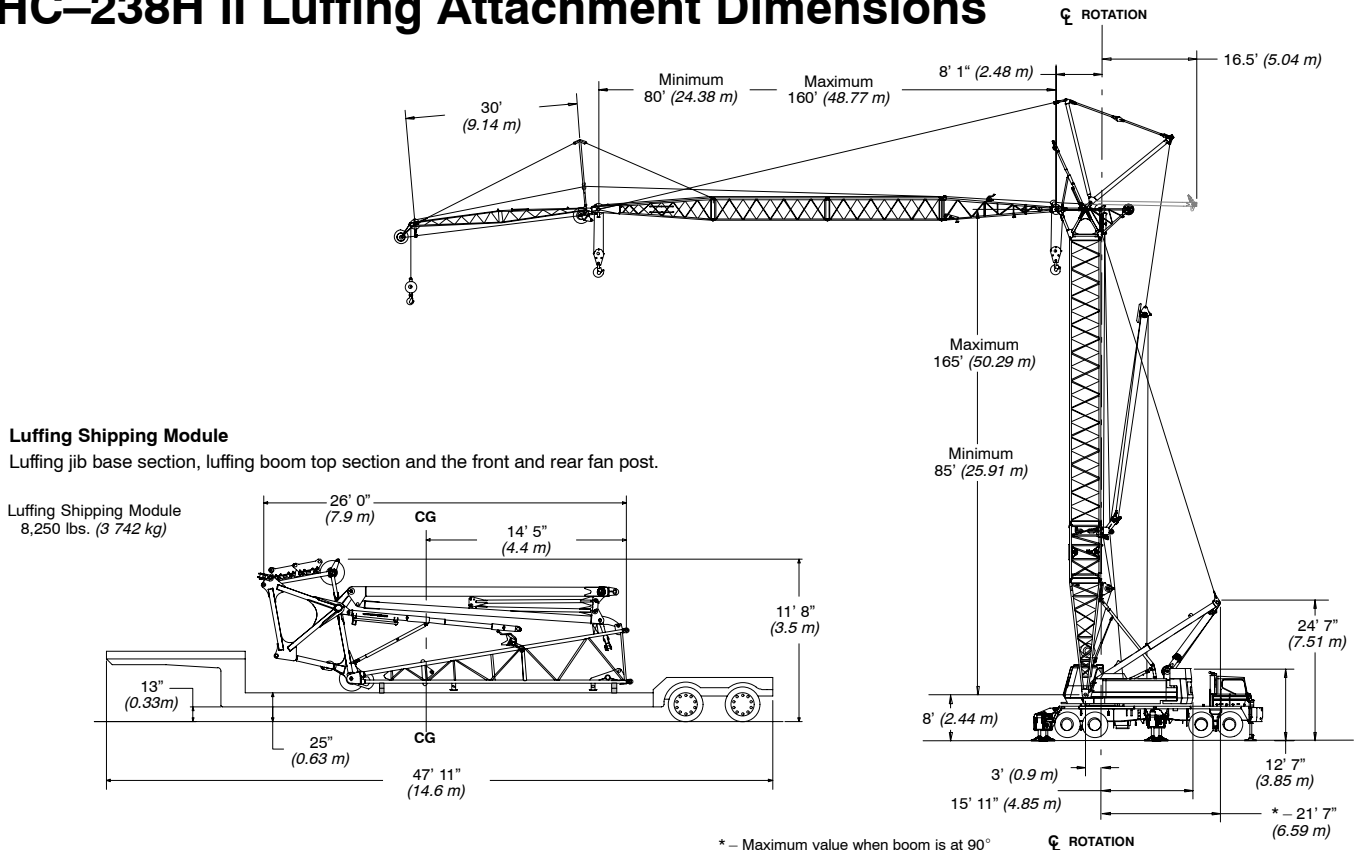 HC–238H II Luffing Attachment Dimensions
℄ ROTATION
16.5’ (5.04 m)
8’ 1“ (2.48 m)
Minimum
80’ (24.38 m)
Maximum
160’ (48.77 m)
30’
(9.14 m)
Maximum
165’ (50.29 m)
Minimum
85’ (25.91 m)
Luffing Shipping Module
Luffing jib base section, luffing boom top section and the front and rear fan post.
Luffing Shipping Module
8,250 lbs. (3 742 kg)
26’ 0”
(7.9 m)
CG
14’ 5”
(4.4 m)
11’ 8”
(3.5 m)
13”
(0.33m)
25”
(0.63 m)
CG
47’ 11”
(14.6 m)
24’ 7”
(7.51 m)
8’ (2.44 m)
12’ 7”
(3.85 m)
3’ (0.9 m)
15’ 11” (4.85 m)
* – 21’ 7”
(6.59 m)
* – Maximum value when boom is at 90°
℄ ROTATION